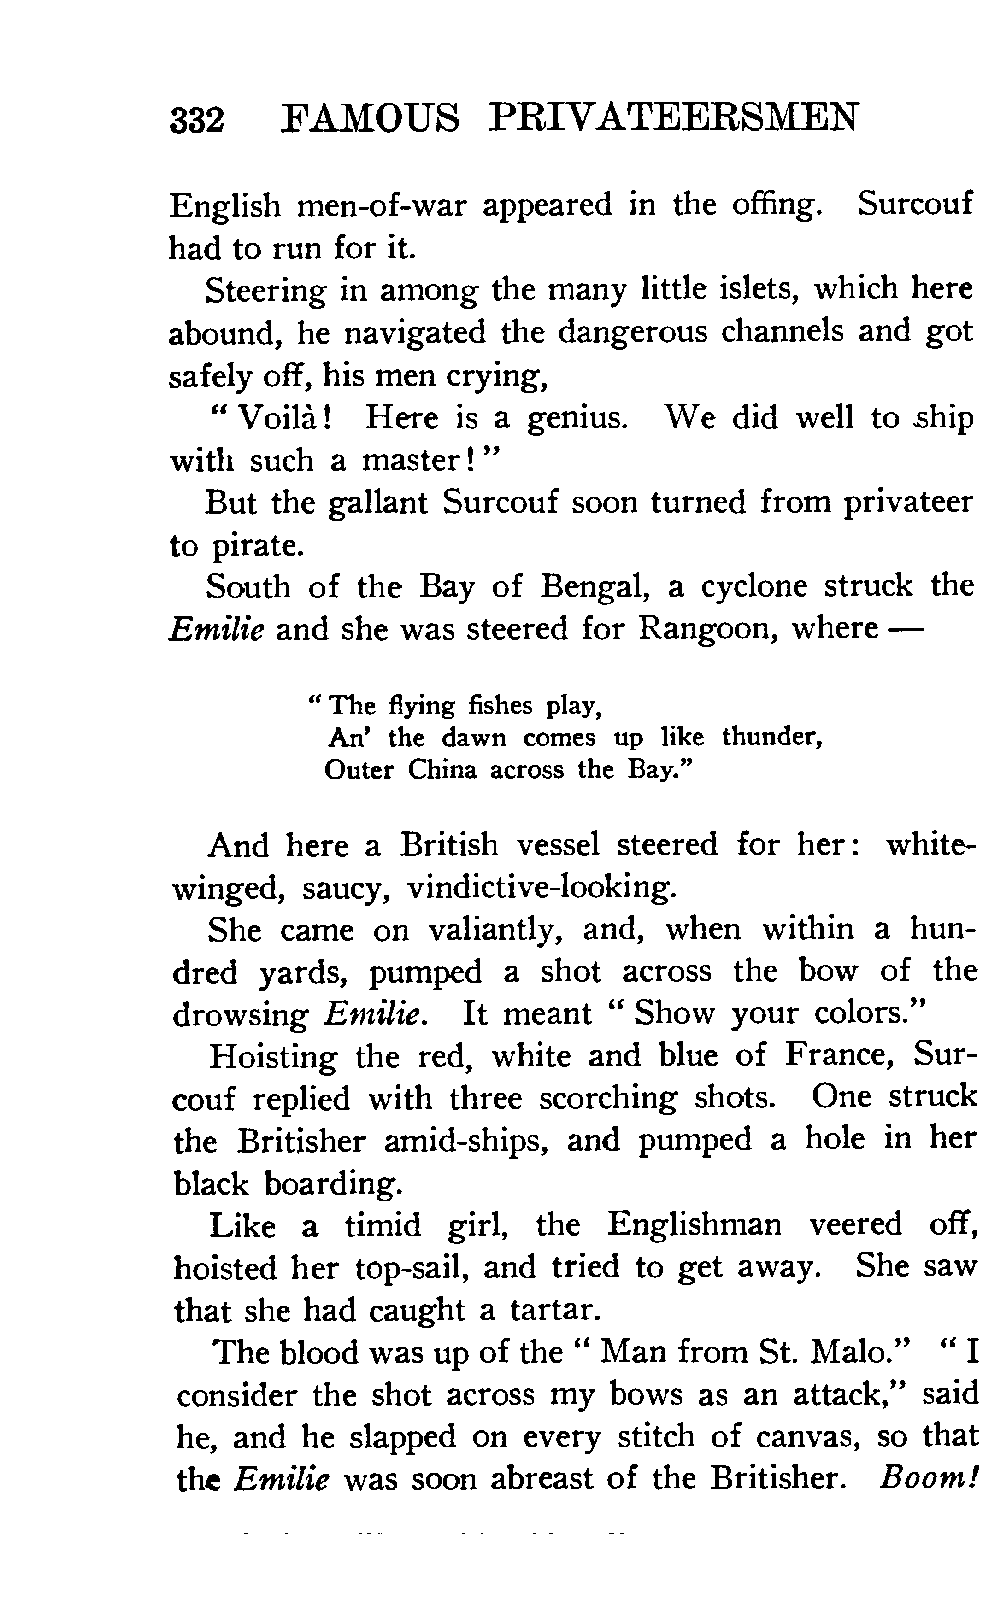 332 FAMOUS PRIVATEERSMEN
English men-of-war appeared in the offing. Surcouf
had to run for it.
Steering in among the many little islets, which here
abound, he navigated the dangerous channels and got
safely off, his men crying,
“ Voilà! Here is a genius. We did well to ship
with such a master! ”
But the gallant Surcouf soon turned from privateer
to pirate.
South of the Bay of Bengal, a cyclone struck the
Emilie and she was steered for Rangoon, where —
“ The flying fishes play,
An’ the dawn comes up like thunder,
Outer China across the Bay.”
And here a British vessel steered for her: white-
winged, saucy, vindictive-looking.
She came on valiantly, and, when within a hun-
dred yards, pumped a shot across the bow of the
drowsing Emilie. It meant “ Show your colors.”
Hoisting the red, white and blue of France, Sur-
couf replied with three scorching shots. One struck
the Britisher amid-ships, and pumped a hole in her
black boarding.
Like a timid girl, the Englishman veered off,
hoisted her top-sail, and tried to get away. She saw
that she had caught a tartar.
The blood was up of the “ Man from St. Malo.” “ I
consider the shot across my bows as an attack,” said
he, and he slapped on every stitch of canvas, so that
the Emilie was soon abreast of the Britisher. Boom!